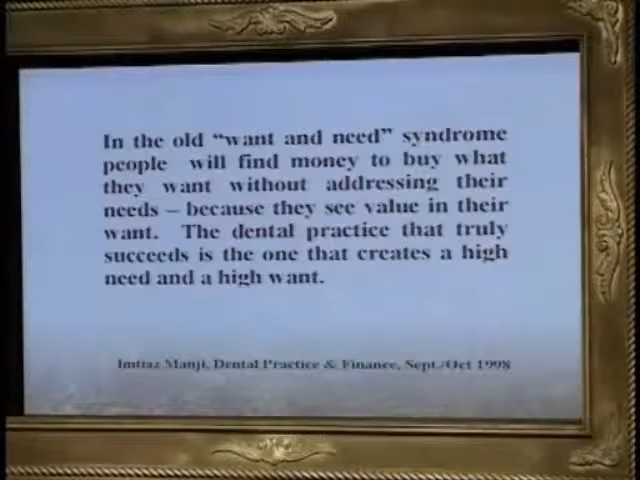 In the old “want and need” syndrome
people will find money to buy what
they want without addressing their
needs – because they see value in their
want. The dental practice that truly
succeeds is the one that creates a high
need and a high want.
Imtiaz Manji, Dental Practice & Finance, Sept./Oct 1998